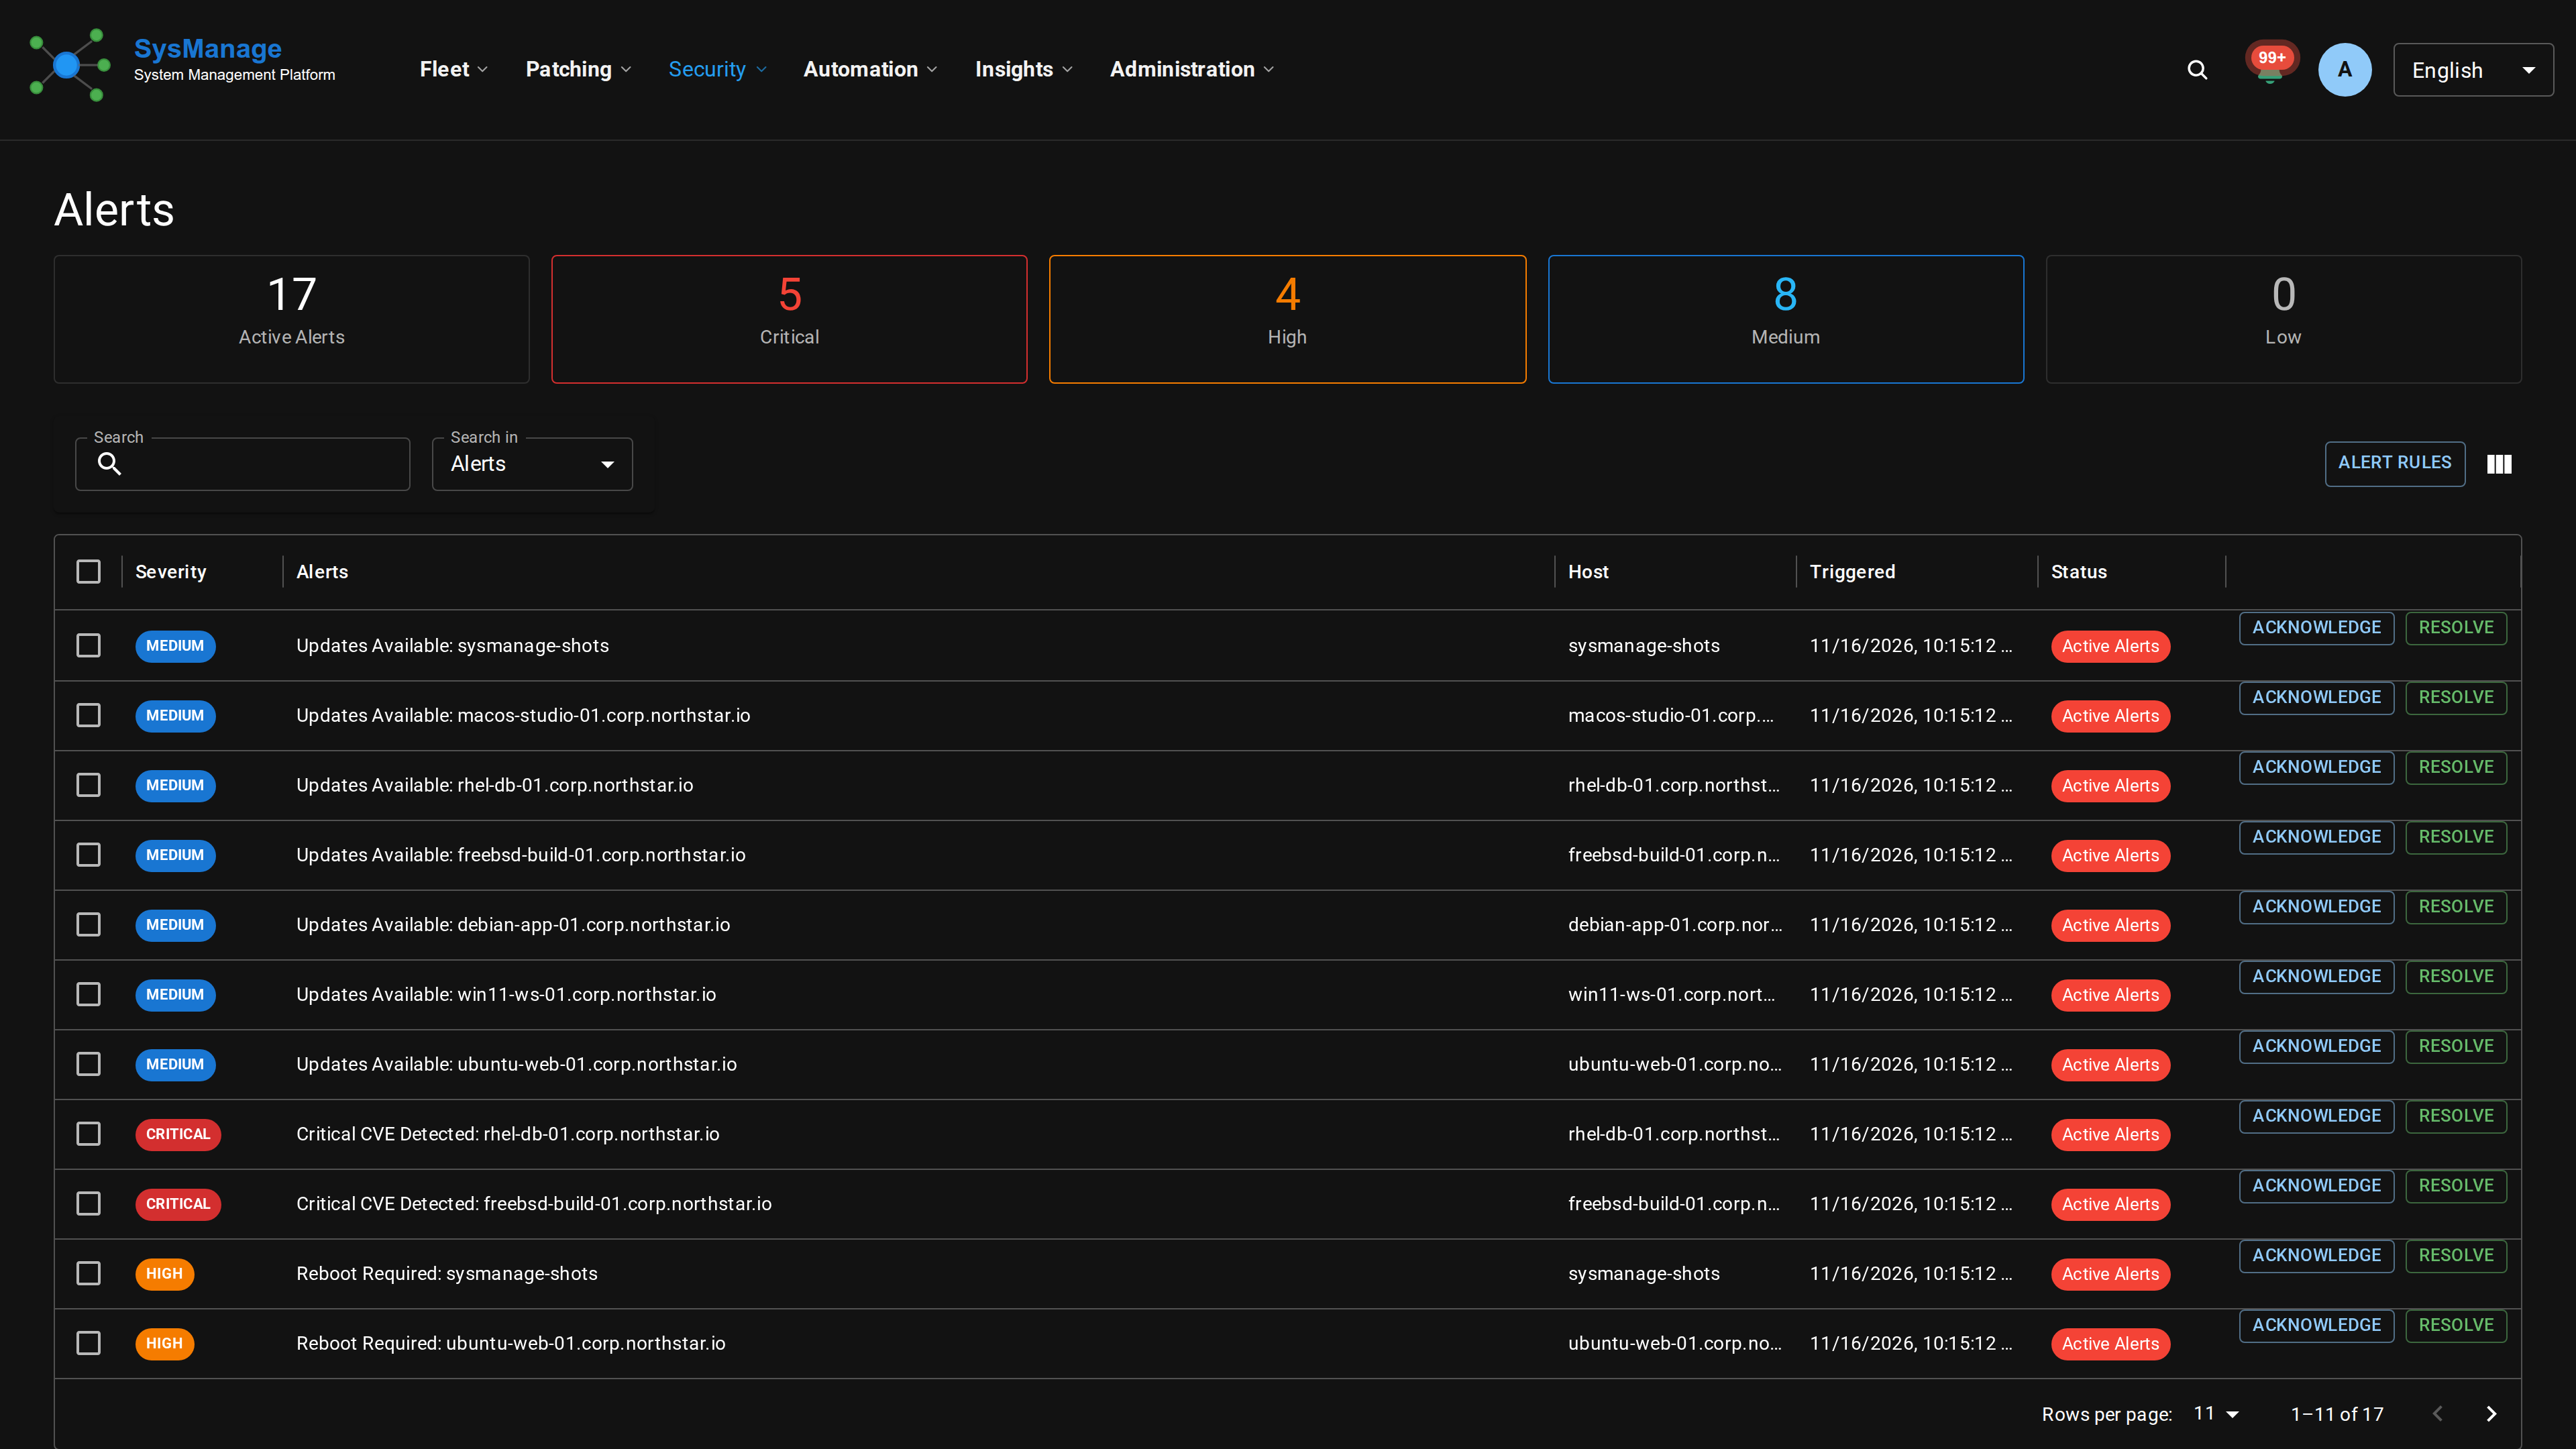 SysManage
System Management Platform
Fleet Patching Security Automation Insights Administration
99+
A
English
Alerts
17
Active Alerts
5
Critical
4
High
8
Medium
0
Low
Search
Search in
Alerts
ALERT RULES
Severity Alerts Host Triggered Status
MEDIUM Updates Available: sysmanage-shots sysmanage-shots 11/16/2026, 10:15:12 ... Active Alerts ACKNOWLEDGE RESOLVE
MEDIUM Updates Available: macos-studio-01.corp.northstar.io macos-studio-01.corp.... 11/16/2026, 10:15:12 ... Active Alerts ACKNOWLEDGE RESOLVE
MEDIUM Updates Available: rhel-db-01.corp.northstar.io rhel-db-01.corp.northst... 11/16/2026, 10:15:12 ... Active Alerts ACKNOWLEDGE RESOLVE
MEDIUM Updates Available: freebsd-build-01.corp.northstar.io freebsd-build-01.corp.n... 11/16/2026, 10:15:12 ... Active Alerts ACKNOWLEDGE RESOLVE
MEDIUM Updates Available: debian-app-01.corp.northstar.io debian-app-01.corp.nor... 11/16/2026, 10:15:12 ... Active Alerts ACKNOWLEDGE RESOLVE
MEDIUM Updates Available: win11-ws-01.corp.northstar.io win11-ws-01.corp.nort... 11/16/2026, 10:15:12 ... Active Alerts ACKNOWLEDGE RESOLVE
MEDIUM Updates Available: ubuntu-web-01.corp.northstar.io ubuntu-web-01.corp.no... 11/16/2026, 10:15:12 ... Active Alerts ACKNOWLEDGE RESOLVE
CRITICAL Critical CVE Detected: rhel-db-01.corp.northstar.io rhel-db-01.corp.northst... 11/16/2026, 10:15:12 ... Active Alerts ACKNOWLEDGE RESOLVE
CRITICAL Critical CVE Detected: freebsd-build-01.corp.northstar.io freebsd-build-01.corp.n... 11/16/2026, 10:15:12 ... Active Alerts ACKNOWLEDGE RESOLVE
HIGH Reboot Required: sysmanage-shots sysmanage-shots 11/16/2026, 10:15:12 ... Active Alerts ACKNOWLEDGE RESOLVE
HIGH Reboot Required: ubuntu-web-01.corp.northstar.io ubuntu-web-01.corp.no... 11/16/2026, 10:15:12 ... Active Alerts ACKNOWLEDGE RESOLVE
Rows per page: 11 1–11 of 17